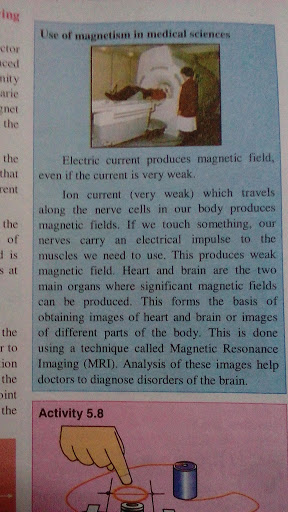 ing
Use of magnetism in medical sciences
ctor
nity
arie
gnet
the
the
that
rent
the
of
d is
s at
the
r to
tion
the
oint
the
Electric current produces magnetic field,
even if the current is very weak.
Ion current (very weak) which travels
along the nerve cells in our body produces
magnetic fields. If we touch something, our
nerves carry an electrical impulse to the
muscles we need to use. This produces weak
magnetic field. Heart and brain are the two
main organs where significant magnetic fields
can be produced. This forms the basis of
obtaining images of heart and brain or images
of different parts of the body. This is done
using a technique called Magnetic Resonance
Imaging (MRI). Analysis of these images help
doctors to diagnose disorders of the brain.
Activity 5.8